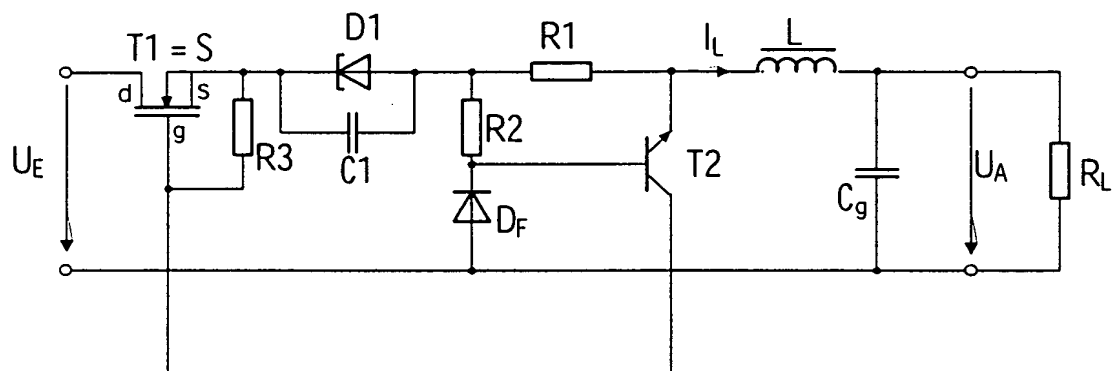 T1 = S
d
s
g
R3
D1
C1
R1
R2
D_F
T2
I_L
L
C_g
U_E
U_A
R_L